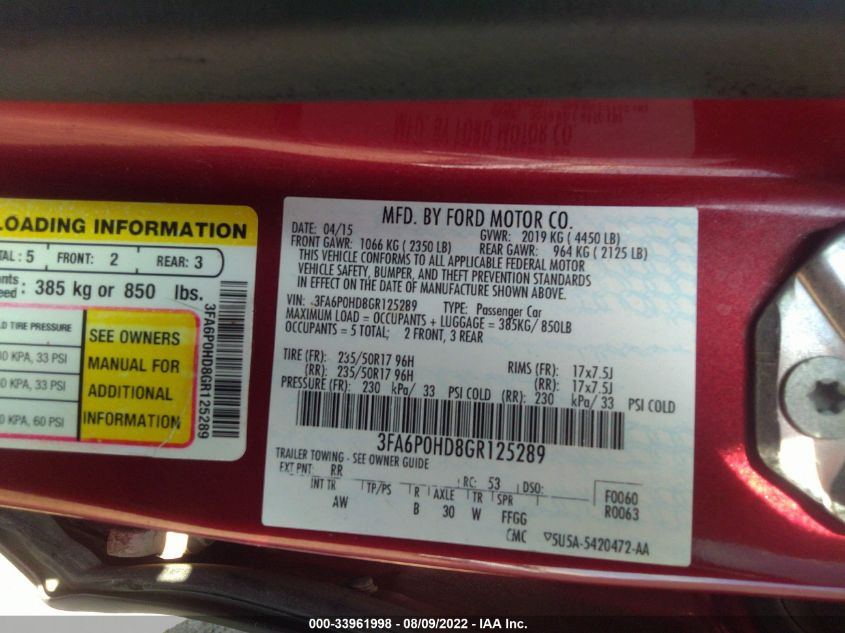 LOADING INFORMATION
TAL: 5 FRONT: 2 REAR: 3
385 kg or 850 lbs.
TIRE PRESSURE
KPA, 33 PSI
KPA, 33 PSI
KPA, 60 PSI
SEE OWNERS
MANUAL FOR
ADDITIONAL
INFORMATION
3FA6P0HD8GR125289
MFD. BY FORD MOTOR CO.
DATE: 04/15 GVWR: 2019 KG ( 4450 LB)
FRONT GAWR: 1066 KG ( 2350 LB) REAR GAWR: 964 KG ( 2125 LB)
THIS VEHICLE CONFORMS TO ALL APPLICABLE FEDERAL MOTOR
VEHICLE SAFETY, BUMPER, AND THEFT PREVENTION STANDARDS
IN EFFECT ON THE DATE OF MANUFACTURE SHOWN ABOVE.
VIN: 3FA6P0HD8GR125289 TYPE: Passenger Car
MAXIMUM LOAD = OCCUPANTS + LUGGAGE = 385KG/ 850LB
OCCUPANTS = 5 TOTAL; 2 FRONT, 3 REAR
TIRE (FR): 235/50R17 96H RIMS (FR): 17x7.5J
(RR): 235/50R17 96H (RR): 17x7.5J
PRESSURE (FR): 230 kPa/ 33 PSI COLD (RR): 230 kPa/ 33 PSI COLD
3FA6P0HD8GR125289
TRAILER TOWING - SEE OWNER GUIDE
EXT PNT: RR RC: 53 DSO: F0060
INT TR TP/PS R AXLE TR SPR R0063
AW B 30 W FFGG
CMC ▽5U5A-5420472-AA
000-33961998 - 08/09/2022 - IAA Inc.